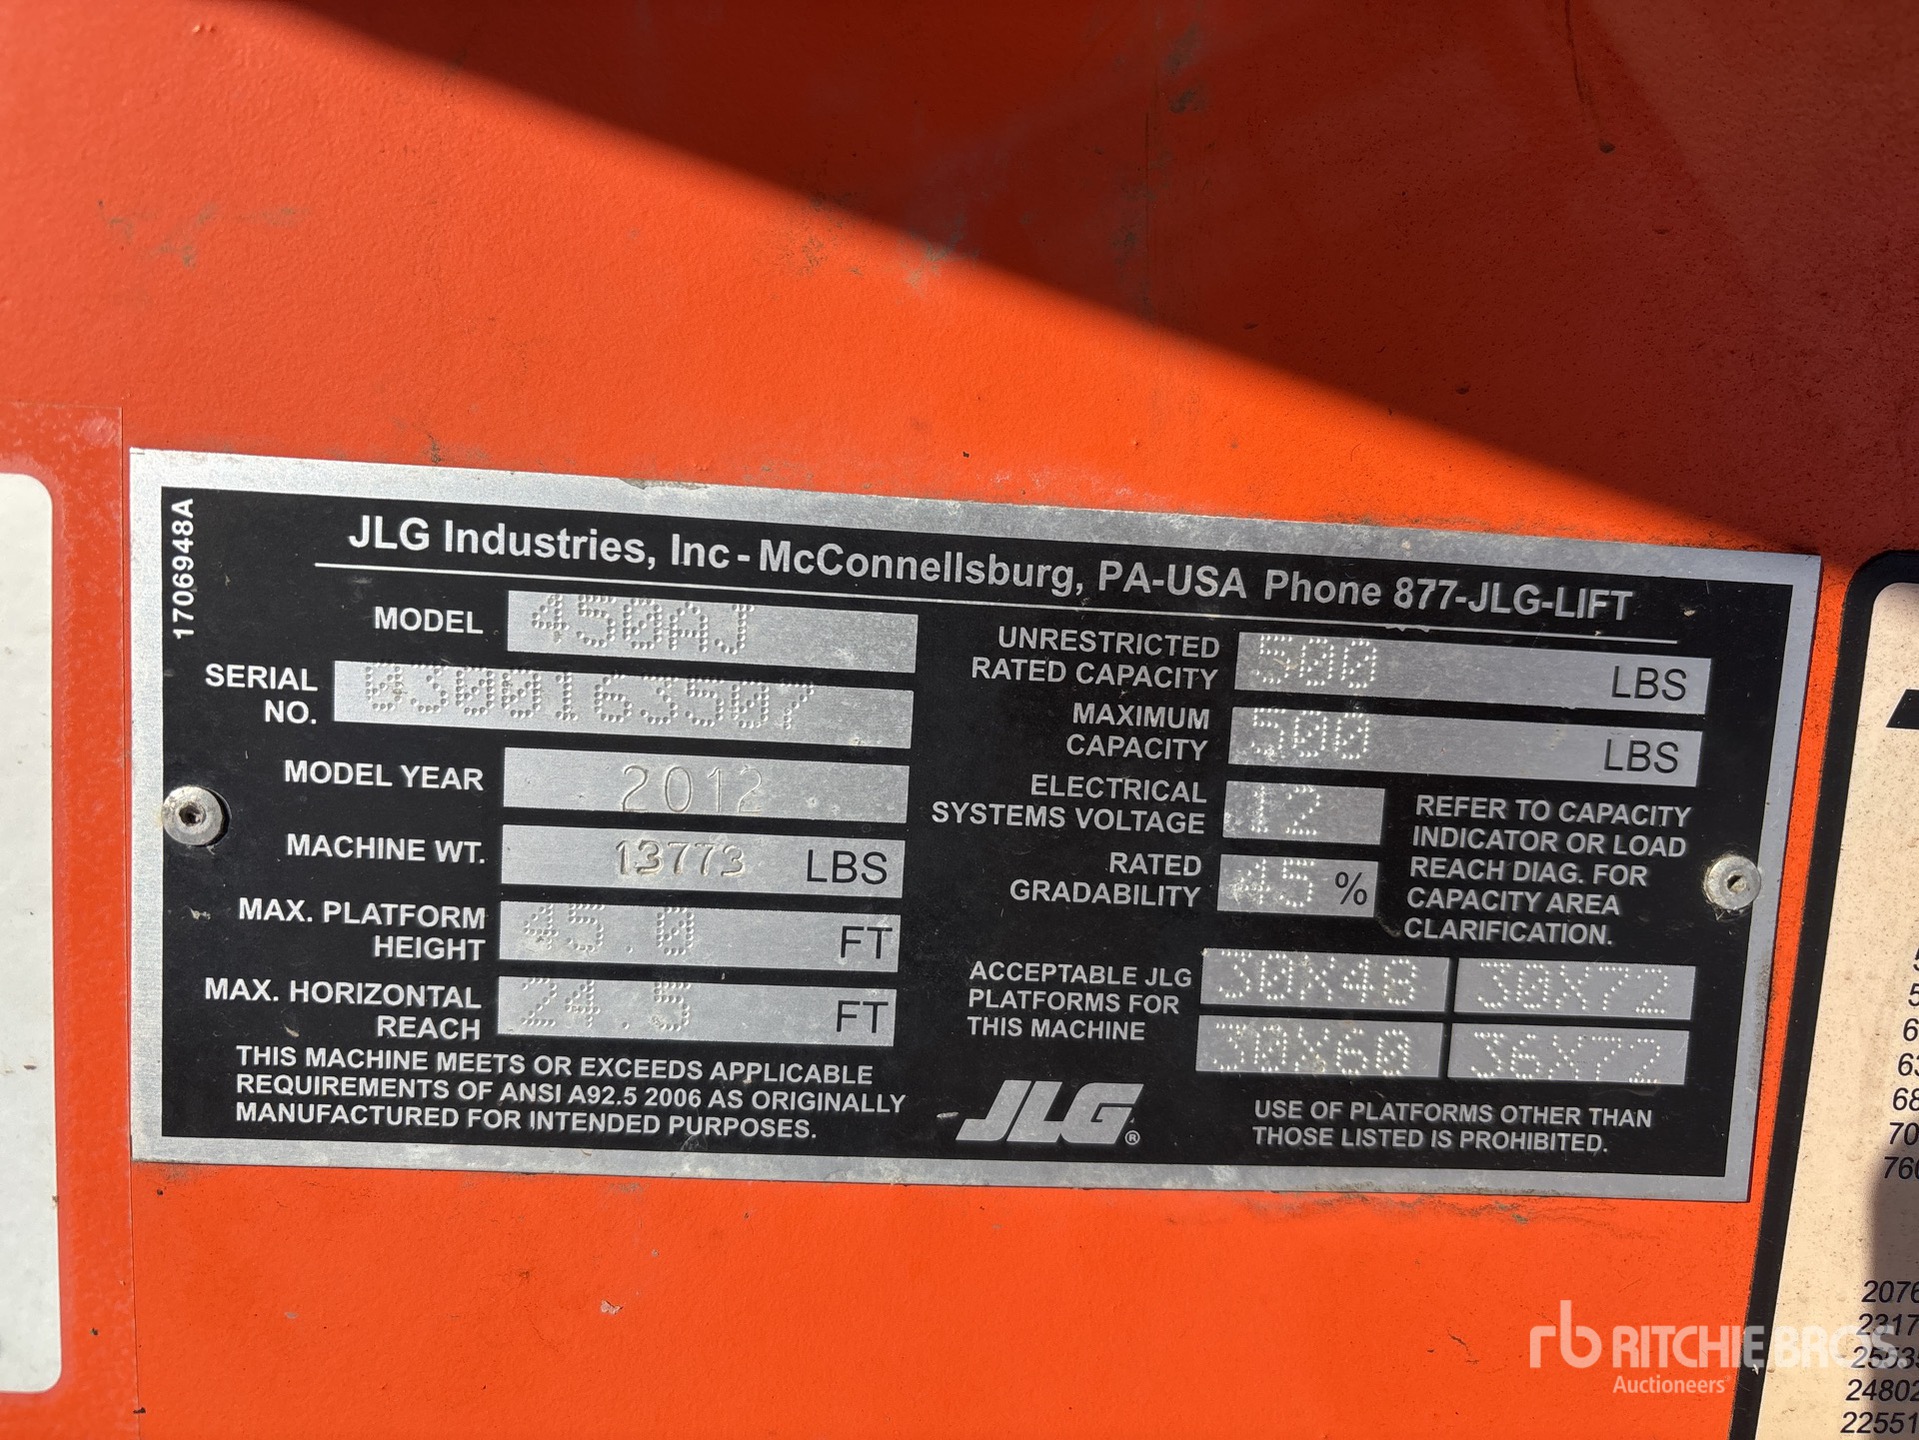 17069948A
JLG Industries, Inc - McConnellsburg, PA-USA Phone 877-JLG-LIFT
MODEL 450AJ
SERIAL NO. 0300163507
MODEL YEAR 2012
MACHINE WT. 13773 LBS
MAX. PLATFORM HEIGHT 45.0 FT
MAX. HORIZONTAL REACH 24.5 FT
THIS MACHINE MEETS OR EXCEEDS APPLICABLE
REQUIREMENTS OF ANSI A92.5 2006 AS ORIGINALLY
MANUFACTURED FOR INTENDED PURPOSES.
UNRESTRICTED RATED CAPACITY 500 LBS
MAXIMUM CAPACITY 500 LBS
ELECTRICAL SYSTEMS VOLTAGE 12
RATED GRADABILITY 45 %
REFER TO CAPACITY
INDICATOR OR LOAD
REACH DIAG. FOR
CAPACITY AREA
CLARIFICATION.
ACCEPTABLE JLG
PLATFORMS FOR
THIS MACHINE
30X48 30X72
30X60 36X72
JLG®
USE OF PLATFORMS OTHER THAN
THOSE LISTED IS PROHIBITED.
rb RITCHIE BROS.
Auctioneers